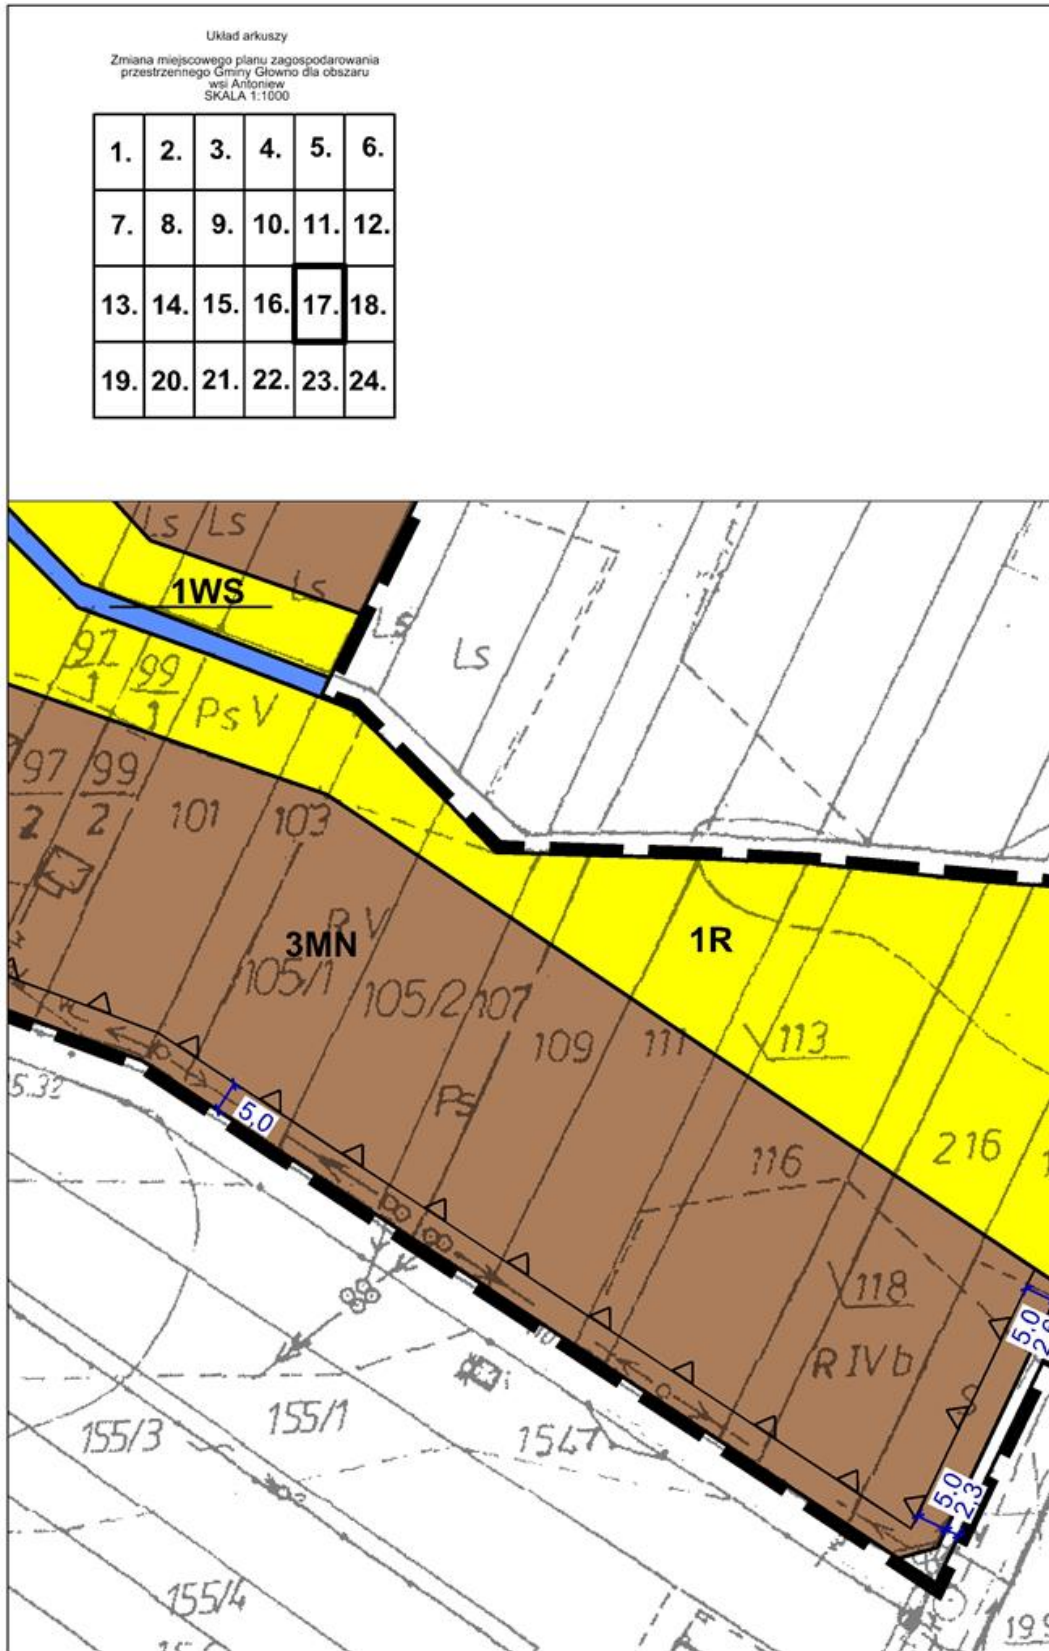 Układ arkuszy
Zmiana miejscowego planu zagospodarowania
przestrzennego Gminy Głowno dla obszaru
wsi Antoniew
SKALA 1:1000
1. 2. 3. 4. 5. 6.
7. 8. 9. 10. 11. 12.
13. 14. 15. 16. 17. 18.
19. 20. 21. 22. 23. 24.
Ls Ls
1WS Ls
Ls
Ls
97 99
1 1
Ps V
97 99
2 2
101 103
R V
3MN
1R
105/1 105/2 107
109 111
113
5.32
5,0
Ps
116
216
118
R IVb
5.0
155/3 155/1
154
5.0
2,3
155/4